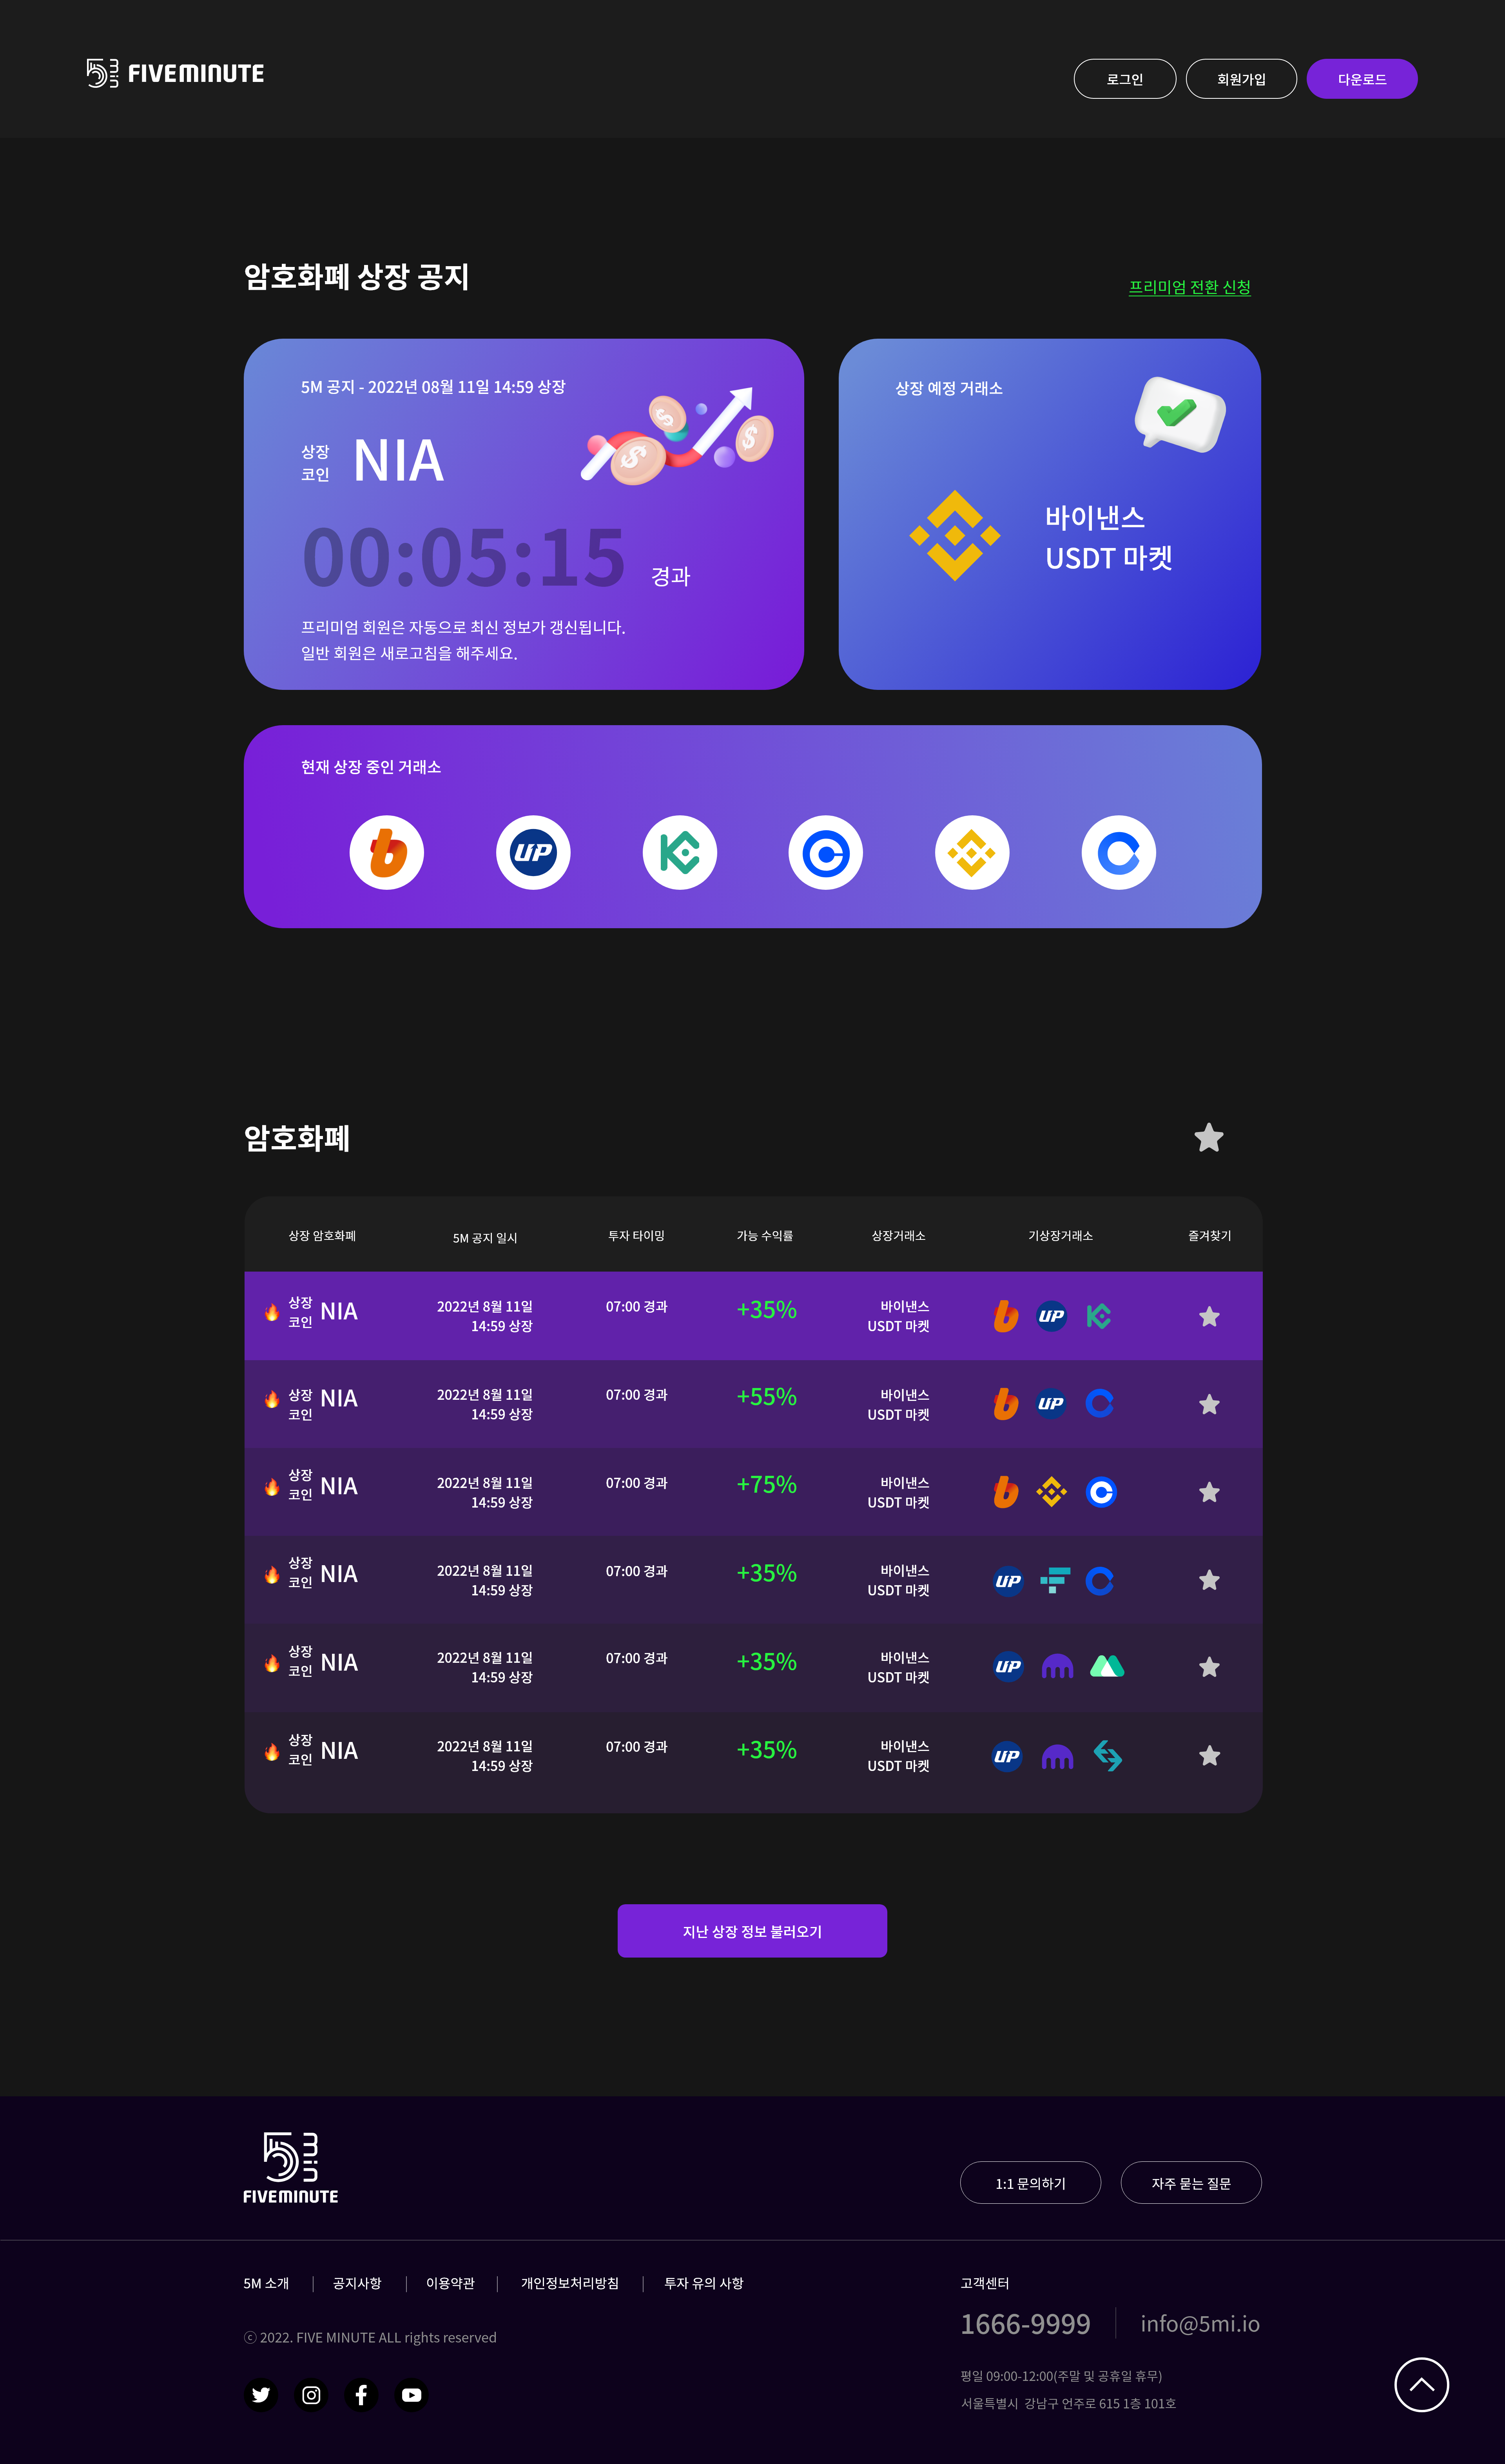 5 min FIVEMINUTE
로그인
회원가입
다운로드
암호화폐 상장 공지
프리미엄 전환 신청
5M 공지 - 2022년 08월 11일 14:59 상장
상장
코인
NIA
00:05:15 경과
프리미엄 회원은 자동으로 최신 정보가 갱신됩니다.
일반 회원은 새로고침을 해주세요.
상장 예정 거래소
바이낸스
USDT 마켓
현재 상장 중인 거래소
UP
암호화폐
상장 암호화폐 5M 공지 일시 투자 타이밍 가능 수익률 상장거래소 기상장거래소 즐겨찾기
상장
코인
NIA
2022년 8월 11일
14:59 상장
07:00 경과
+35%
바이낸스
USDT 마켓
UP
상장
코인
NIA
2022년 8월 11일
14:59 상장
07:00 경과
+55%
바이낸스
USDT 마켓
UP
상장
코인
NIA
2022년 8월 11일
14:59 상장
07:00 경과
+75%
바이낸스
USDT 마켓
상장
코인
NIA
2022년 8월 11일
14:59 상장
07:00 경과
+35%
바이낸스
USDT 마켓
UP
상장
코인
NIA
2022년 8월 11일
14:59 상장
07:00 경과
+35%
바이낸스
USDT 마켓
UP
상장
코인
NIA
2022년 8월 11일
14:59 상장
07:00 경과
+35%
바이낸스
USDT 마켓
UP
지난 상장 정보 불러오기
5 min
FIVEMINUTE
1:1 문의하기
자주 묻는 질문
5M 소개 | 공지사항 | 이용약관 | 개인정보처리방침 | 투자 유의 사항
ⓒ 2022. FIVE MINUTE ALL rights reserved
고객센터
1666-9999 | info@5mi.io
평일 09:00-12:00(주말 및 공휴일 휴무)
서울특별시 강남구 언주로 615 1층 101호